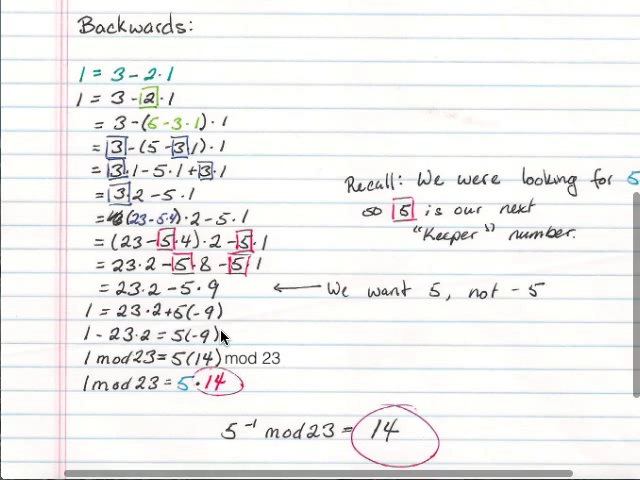 Backwards:
1 = 3 - 2·1
1 = 3 - 2·1
= 3 - (5 - 3·1)·1
= 3 - (5 - 3·1)·1
= 3·1 - 5·1 + 3·1
= 3·2 - 5·1
= (23-5·4)·2 - 5·1
= (23 - 5·4)·2 - 5·1
= 23·2 - 5·8 - 5·1
= 23·2 - 5·9
1 = 23·2 + 5(-9)
1 - 23·2 = 5(-9)
1 mod 23 = 5(14) mod 23
1 mod 23 = 5·14
Recall: We were looking for 5
so 5 is our next
"Keeper" number.
← We want 5, not -5
5⁻¹ mod 23 = 14